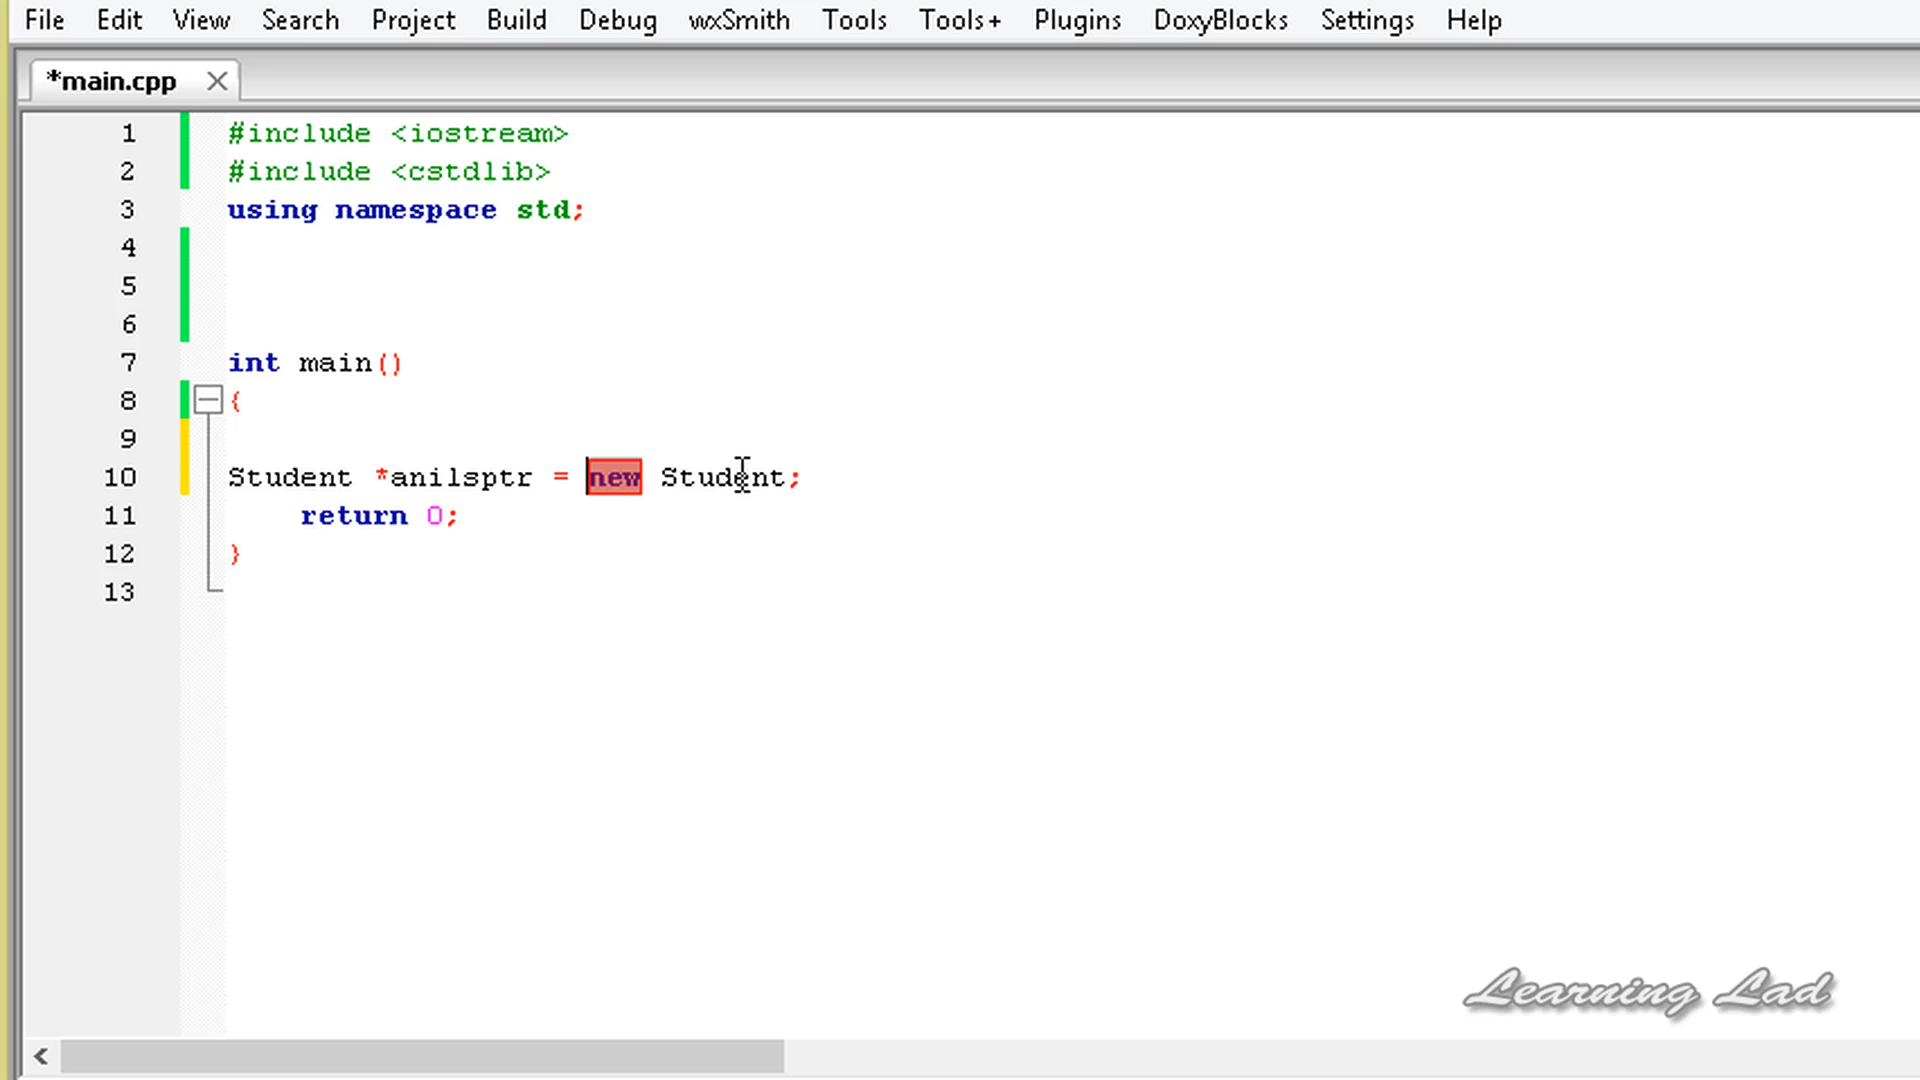 File Edit View Search Project Build Debug wxSmith Tools Tools+ Plugins DoxyBlocks Settings Help
*main.cpp
1 #include <iostream>
2 #include <cstdlib>
3 using namespace std;
4
5
6
7 int main()
8 {
9
10 Student *anilsptr = new Student;
11 return 0;
12 }
13
Learning Lad